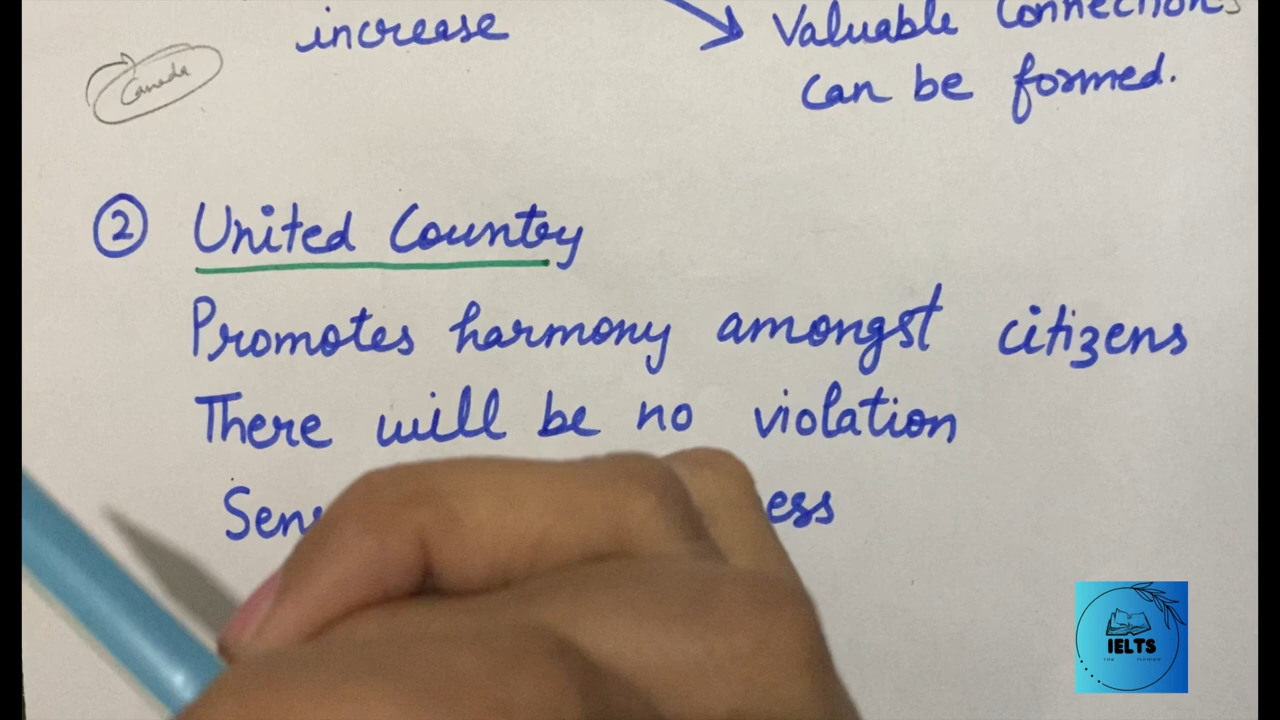 increase
Valuable Connections
can be formed.
Canada
2 United Country
Promotes harmony amongst citizens
There will be no violation
IELTS